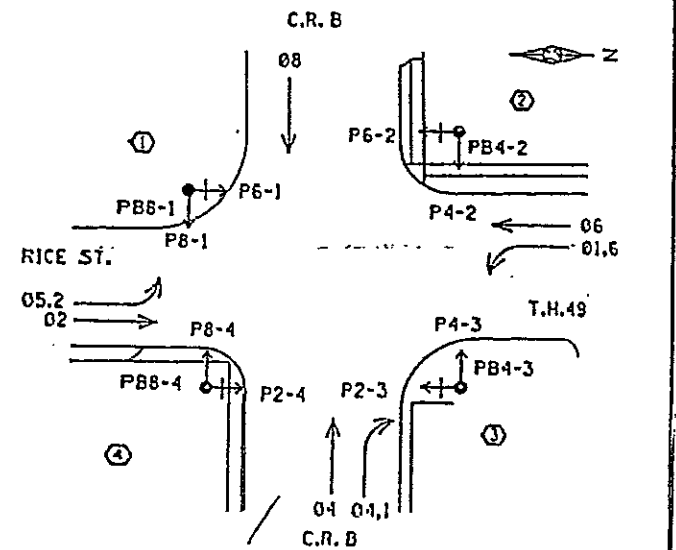 C.R. B
N
08
2
1
P6-2
PB4-2
P6-1
PB8-1
P4-2
P8-1
06
RICE ST.
01,6
05.2
T.H.49
02
P8-4
P4-3
PB8-4
PB4-3
P2-4
P2-3
3
4
04
04,1
C.R. B